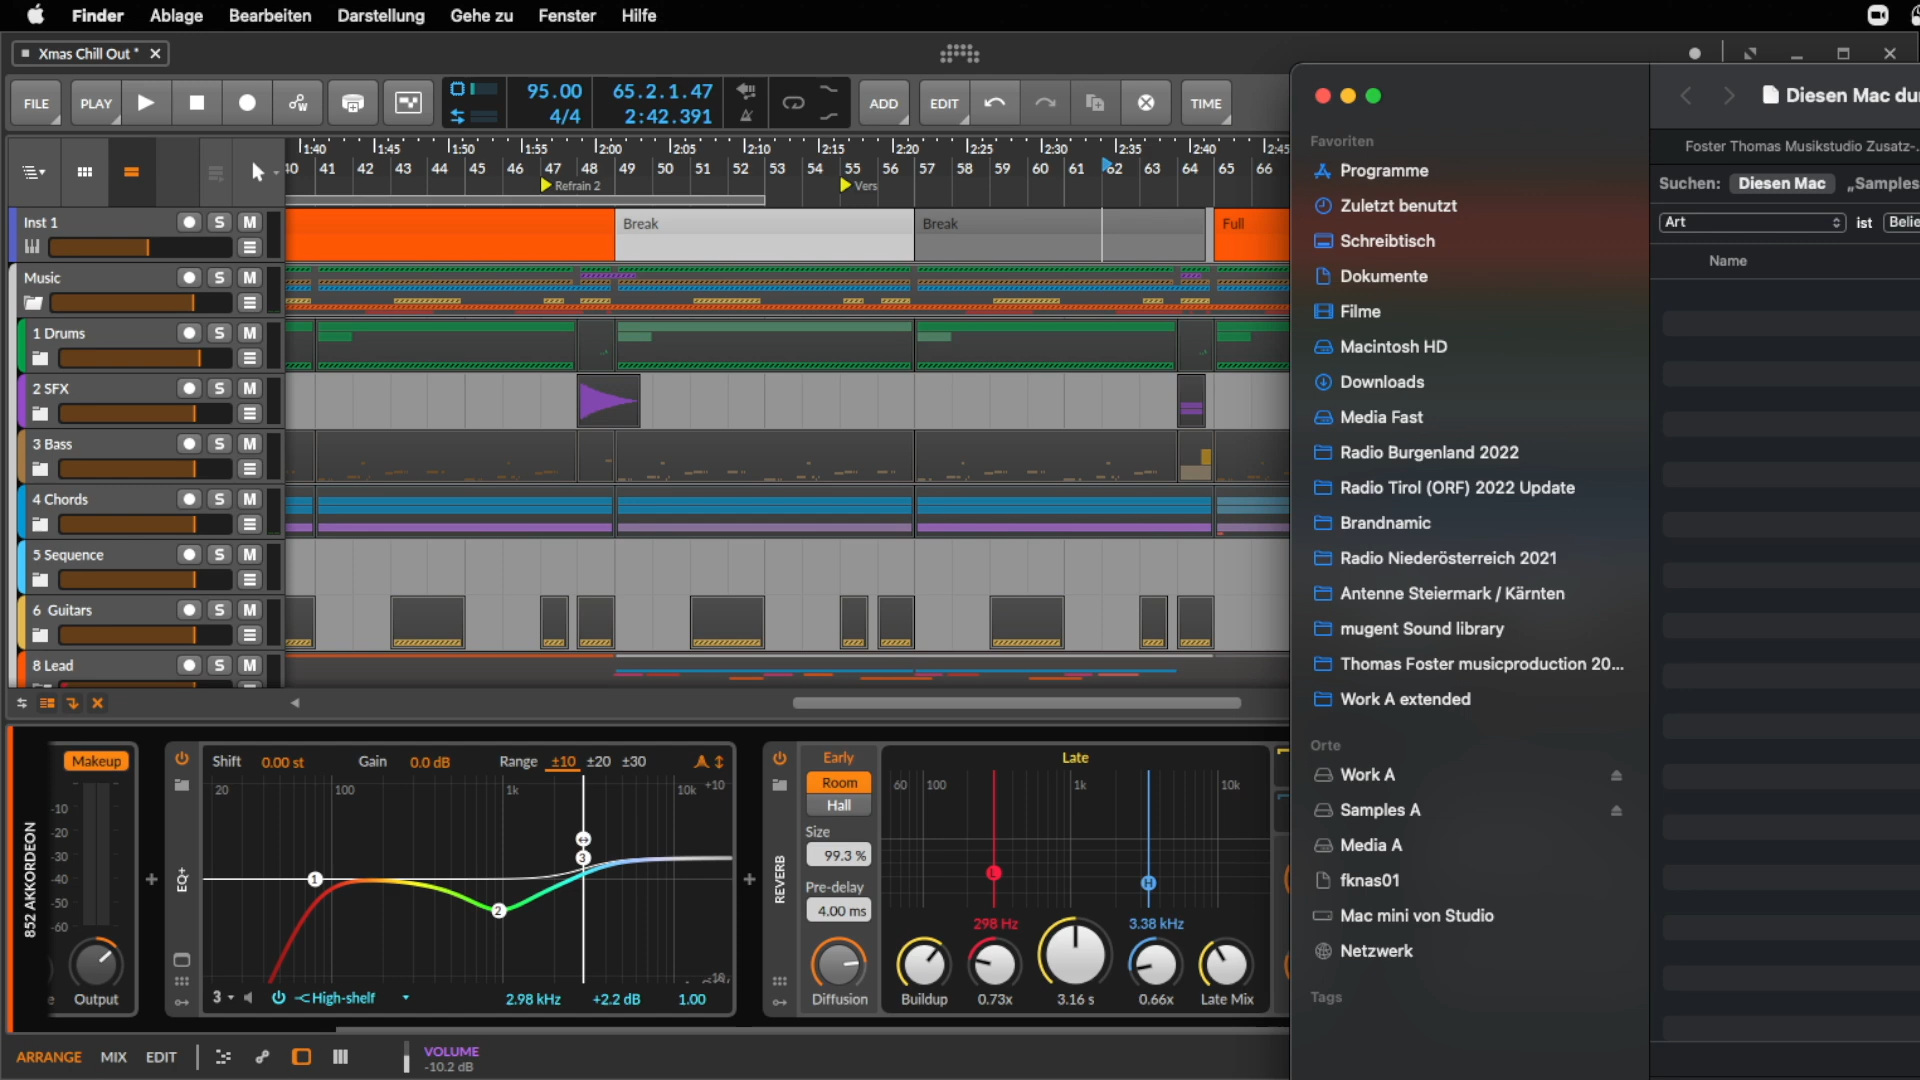 Finder Ablage Bearbeiten Darstellung Gehe zu Fenster Hilfe
Xmas Chill Out *
FILE PLAY 95.00 65.2.1.47 ADD EDIT TIME
4/4 2:42.391
1:40 1:45 1:50 1:55 2:00 2:05 2:10 2:15 2:20 2:25 2:30 2:35 2:40 2:45
40 41 42 43 44 45 46 47 48 49 50 51 52 53 54 55 56 57 58 59 60 61 62 63 64 65 66
Refrain 2 Vers
Inst 1 S M
Break Break Full
Music S M
1 Drums S M
2 SFX S M
3 Bass S M
4 Chords S M
5 Sequence S M
6 Guitars S M
8 Lead S M
852 AKKORDEON
Makeup
-10
-20
-30
-40
-50
-60
Output
EQ+
Shift 0.00 st Gain 0.0 dB Range ±10 ±20 ±30
20 100 1k 10k +10
1 2 3
-10
3 High-shelf 2.98 kHz +2.2 dB 1.00
REVERB
Early
Room
Hall
Size
99.3 %
Pre-delay
4.00 ms
Diffusion
Late
60 100 1k 10k
L H
298 Hz 3.38 kHz
Buildup 0.73x 3.16 s 0.66x Late Mix
ARRANGE MIX EDIT VOLUME
-10.2 dB
Favoriten
Programme
Zuletzt benutzt
Schreibtisch
Dokumente
Filme
Macintosh HD
Downloads
Media Fast
Radio Burgenland 2022
Radio Tirol (ORF) 2022 Update
Brandnamic
Radio Niederösterreich 2021
Antenne Steiermark / Kärnten
mugent Sound library
Thomas Foster musicproduction 20...
Work A extended
Orte
Work A
Samples A
Media A
fknas01
Mac mini von Studio
Netzwerk
Tags
Diesen Mac du
Foster Thomas Musikstudio Zusatz-
Suchen: Diesen Mac „Samples
Art ist Belie
Name